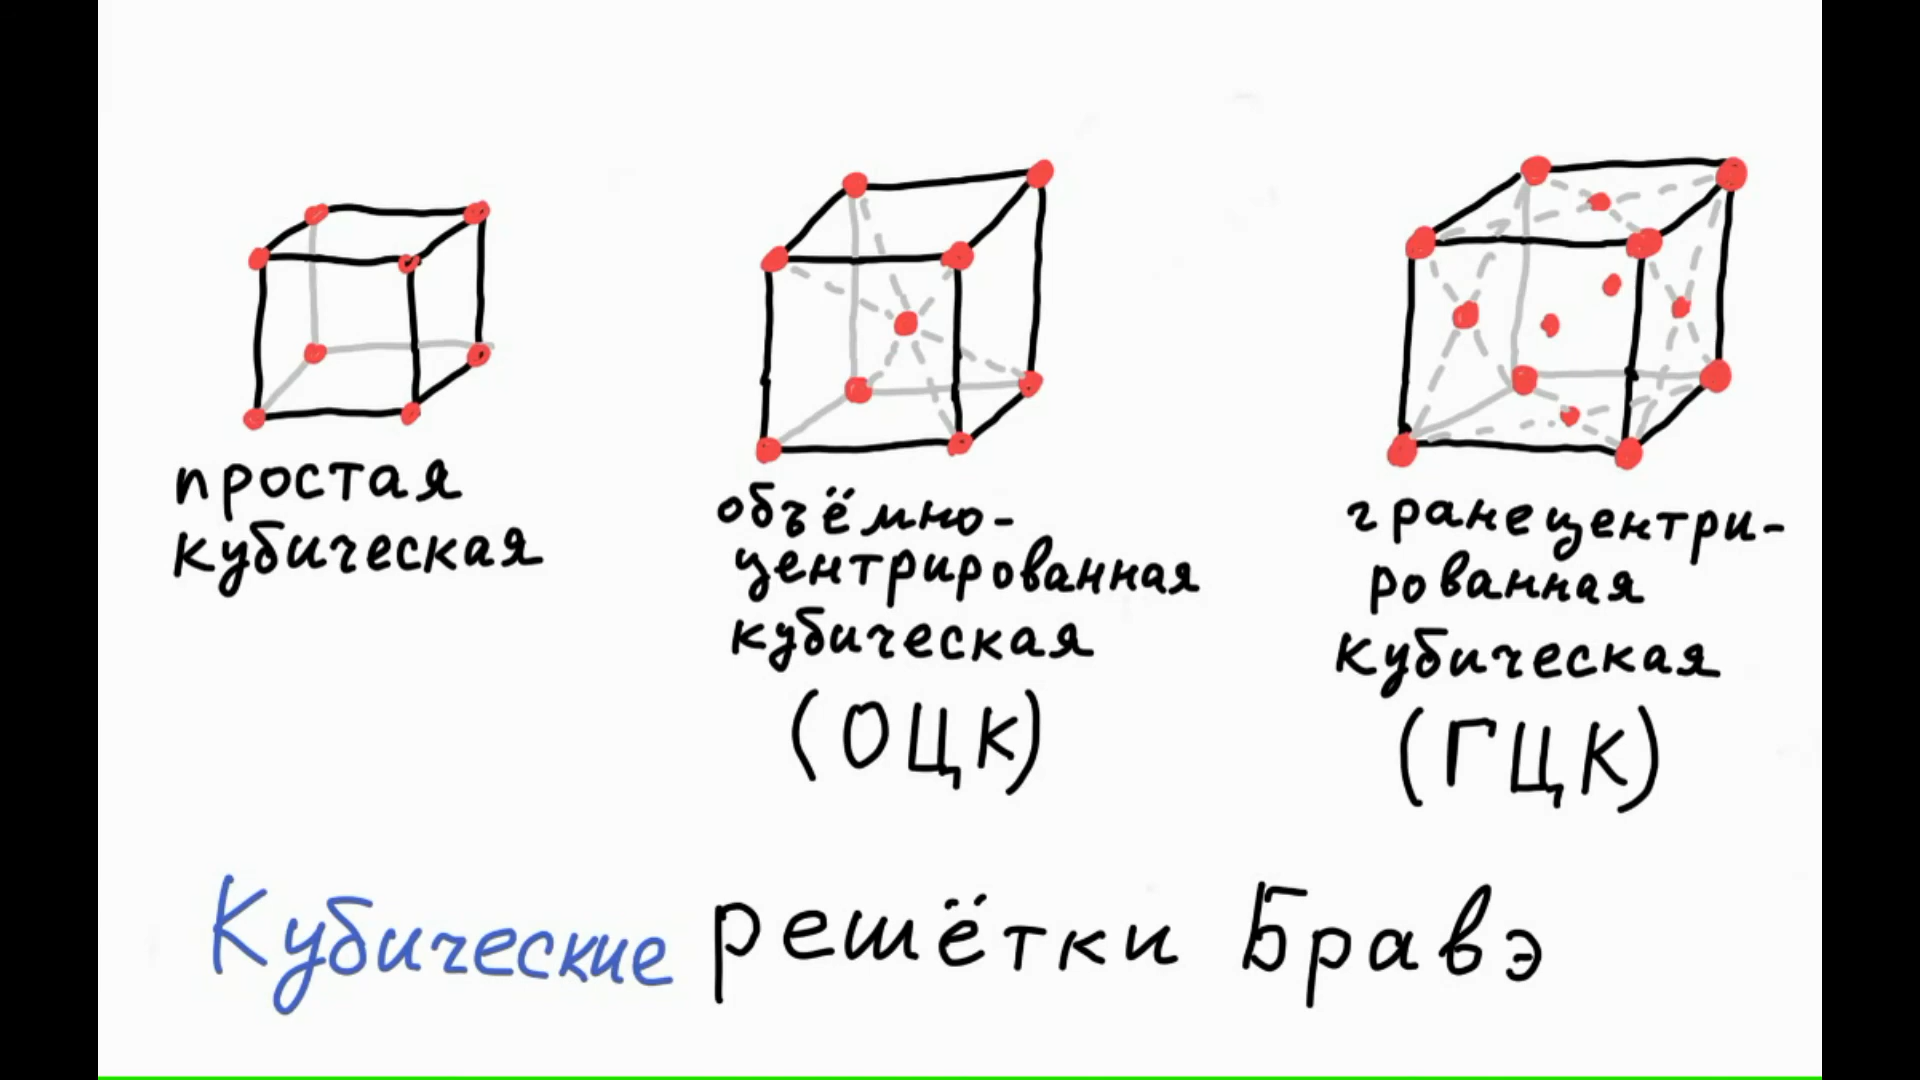 простая
кубическая
объёмно-
центрированная
кубическая
(ОЦК)
гранецентри-
рованная
кубическая
(ГЦК)
Кубические решётки Бравэ